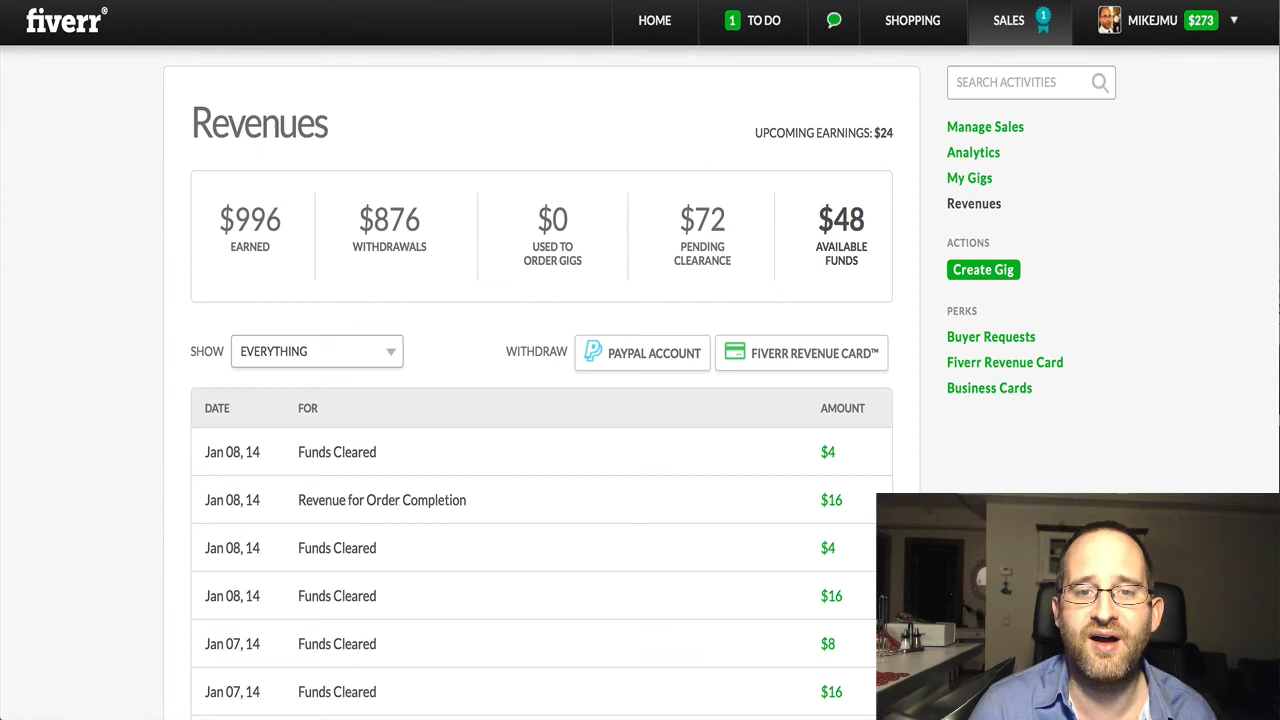 fiverr®
HOME
1 TO DO
SHOPPING
SALES 1
MIKEJMU $273
Revenues
UPCOMING EARNINGS: $24
$996
EARNED
$876
WITHDRAWALS
$0
USED TO
ORDER GIGS
$72
PENDING
CLEARANCE
$48
AVAILABLE
FUNDS
SHOW EVERYTHING
WITHDRAW PAYPAL ACCOUNT FIVERR REVENUE CARD™
DATE FOR AMOUNT
Jan 08, 14 Funds Cleared $4
Jan 08, 14 Revenue for Order Completion $16
Jan 08, 14 Funds Cleared $4
Jan 08, 14 Funds Cleared $16
Jan 07, 14 Funds Cleared $8
Jan 07, 14 Funds Cleared $16
SEARCH ACTIVITIES
Manage Sales
Analytics
My Gigs
Revenues
ACTIONS
Create Gig
PERKS
Buyer Requests
Fiverr Revenue Card
Business Cards